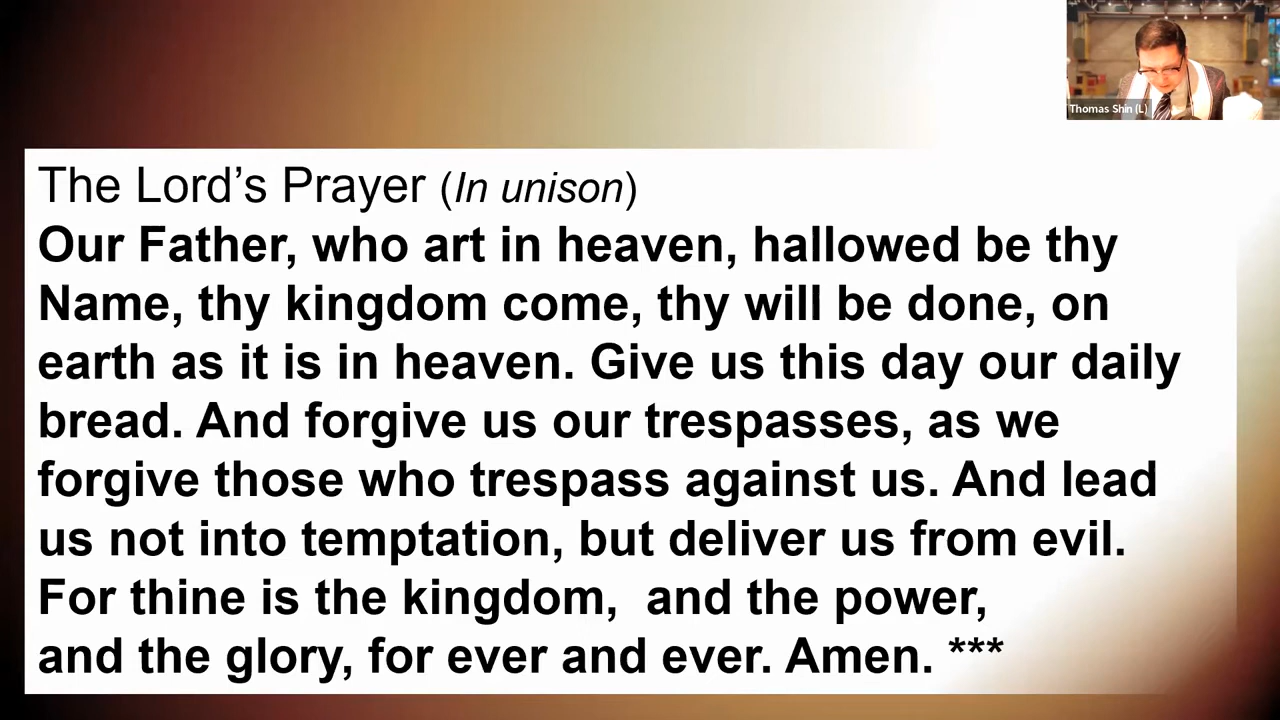 Thomas Shin (L)
The Lord’s Prayer (In unison)
Our Father, who art in heaven, hallowed be thy
Name, thy kingdom come, thy will be done, on
earth as it is in heaven. Give us this day our daily
bread. And forgive us our trespasses, as we
forgive those who trespass against us. And lead
us not into temptation, but deliver us from evil.
For thine is the kingdom,  and the power,
and the glory, for ever and ever. Amen. ***